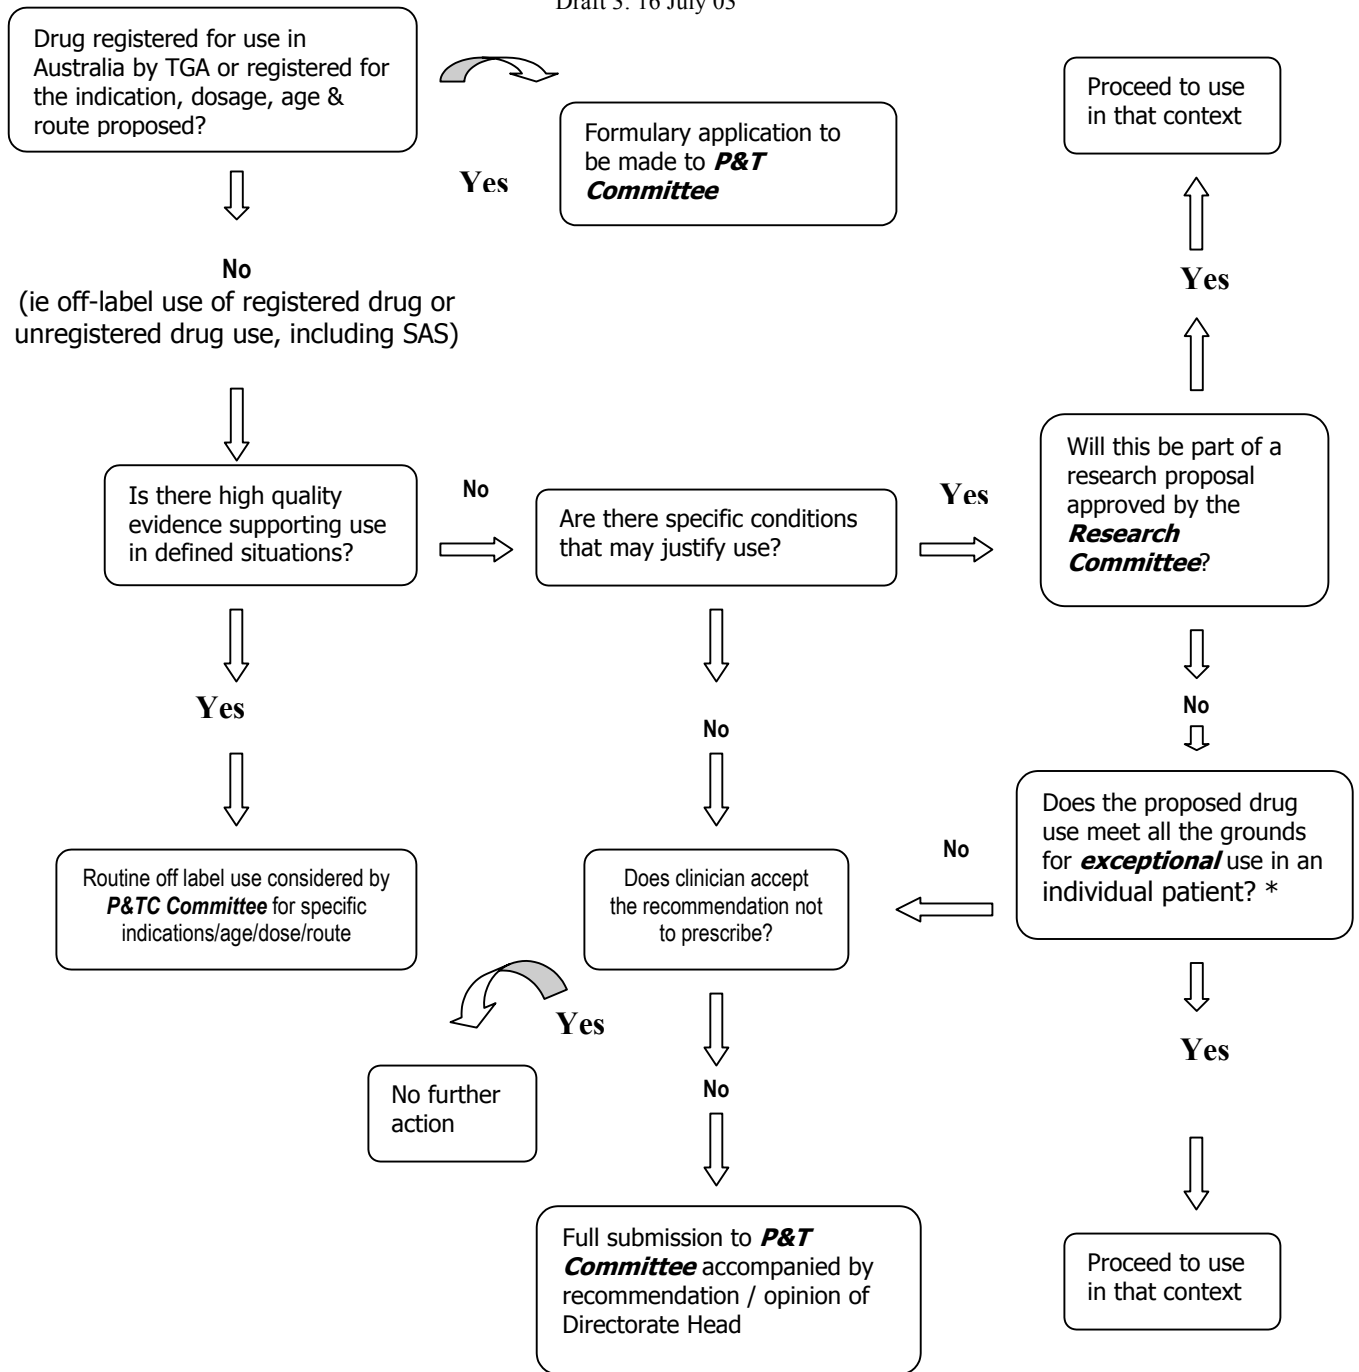 Draft 3: 16 July 03
Drug registered for use in
Australia by TGA or registered for
the indication, dosage, age &
route proposed?
Yes
Formulary application to
be made to P&T
Committee
Proceed to use
in that context
Yes
No
(ie off-label use of registered drug or
unregistered drug use, including SAS)
Is there high quality
evidence supporting use
in defined situations?
No
Are there specific conditions
that may justify use?
Yes
Will this be part of a
research proposal
approved by the
Research
Committee?
Yes
No
No
Routine off label use considered by
P&TC Committee for specific
indications/age/dose/route
Does clinician accept
the recommendation not
to prescribe?
No
Does the proposed drug
use meet all the grounds
for exceptional use in an
individual patient? *
Yes
No further
action
No
Yes
Full submission to P&T
Committee accompanied by
recommendation / opinion of
Directorate Head
Proceed to use
in that context